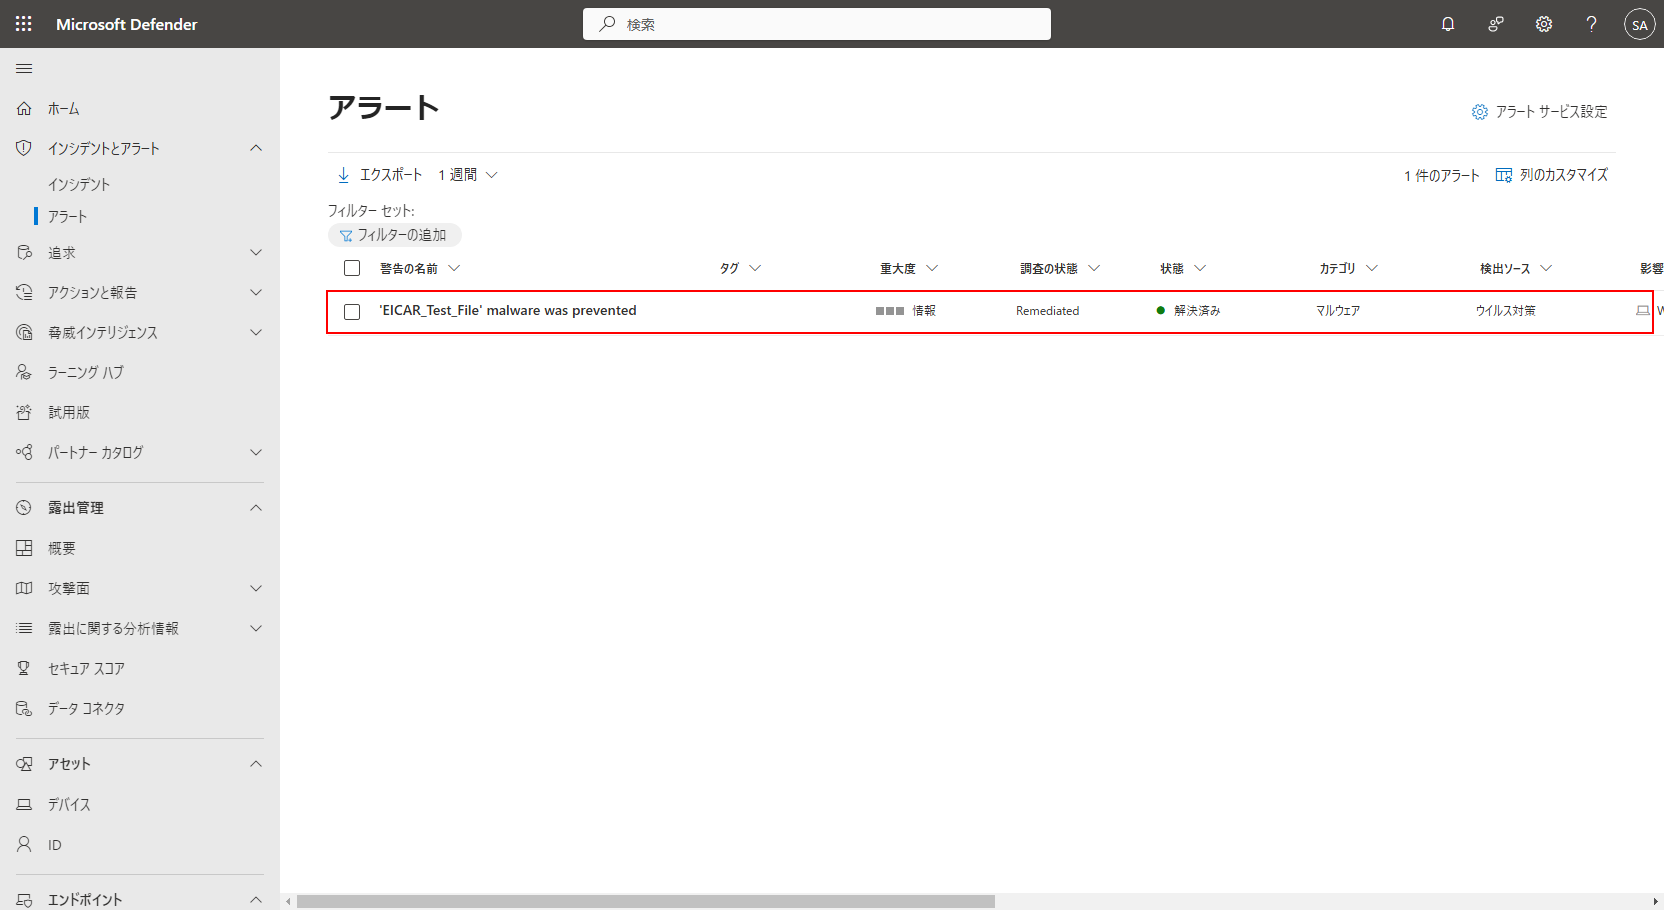 Microsoft Defender
検索
SA
ホーム
インシデントとアラート
インシデント
アラート
追求
アクションと報告
脅威インテリジェンス
ラーニング ハブ
試用版
パートナー カタログ
露出管理
概要
攻撃面
露出に関する分析情報
セキュア スコア
データ コネクタ
アセット
デバイス
ID
エンドポイント
アラート
アラート サービス設定
エクスポート 1 週間 1 件のアラート 列のカスタマイズ
フィルター セット:
フィルターの追加
警告の名前 タグ 重大度 調査の状態 状態 カテゴリ 検出ソース 影響
'EICAR_Test_File' malware was prevented 情報 Remediated 解決済み マルウェア ウイルス対策 W